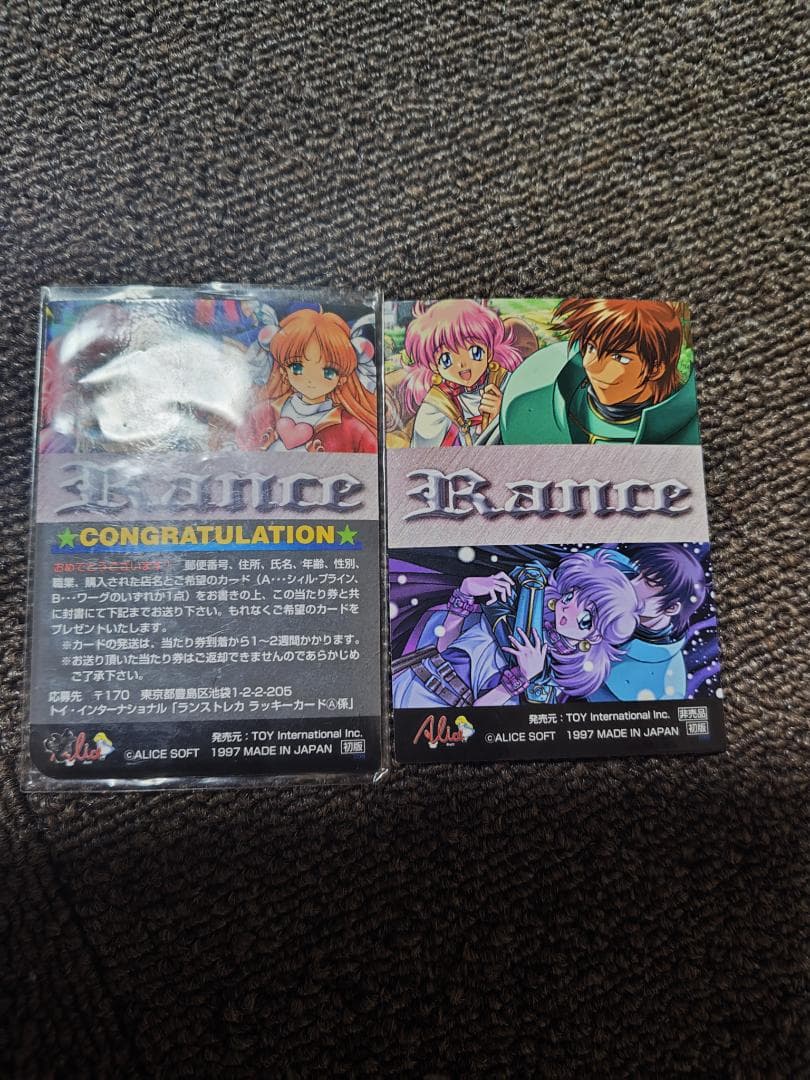 Rance
★CONGRATULATION★
おめでとうございます！ 郵便番号、住所、氏名、年齢、性別、
職業、購入された店名とご希望のカード（A・・・シィル・プライン、
B・・・ワーグのいずれか1点）をお書きの上、この当たり券と共
に封書にて下記までお送り下さい。もれなくご希望のカードを
プレゼントいたします。
※カードの発送は、当たり券到着から1〜2週間かかります。
※お送り頂いた当たり券はご返却できませんのであらかじめ
ご了承下さい。
応募先 〒170 東京都豊島区池袋1-2-2-205
トイ・インターナショナル「ランストレカ ラッキーカードⒶ係」
Alice
発売元：TOY International Inc.
©ALICE SOFT 1997 MADE IN JAPAN 初版
Rance
Alice
Soft
発売元：TOY International Inc. 非売品
©ALICE SOFT 1997 MADE IN JAPAN 初版